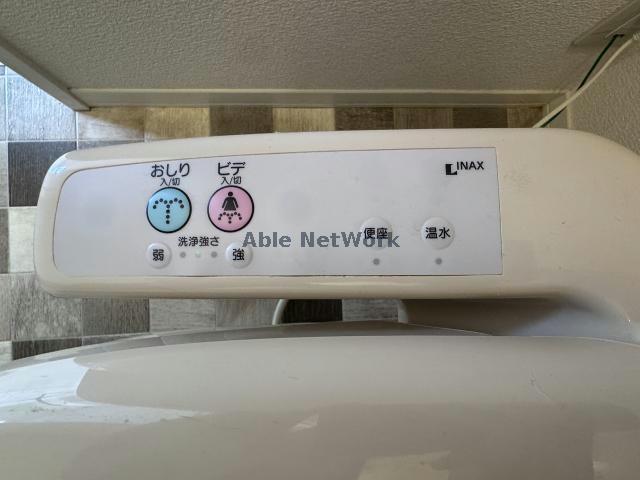 おしり
入/切
ビデ
入/切
INAX
洗浄強さ
弱
強
便座
温水
Able NetWork